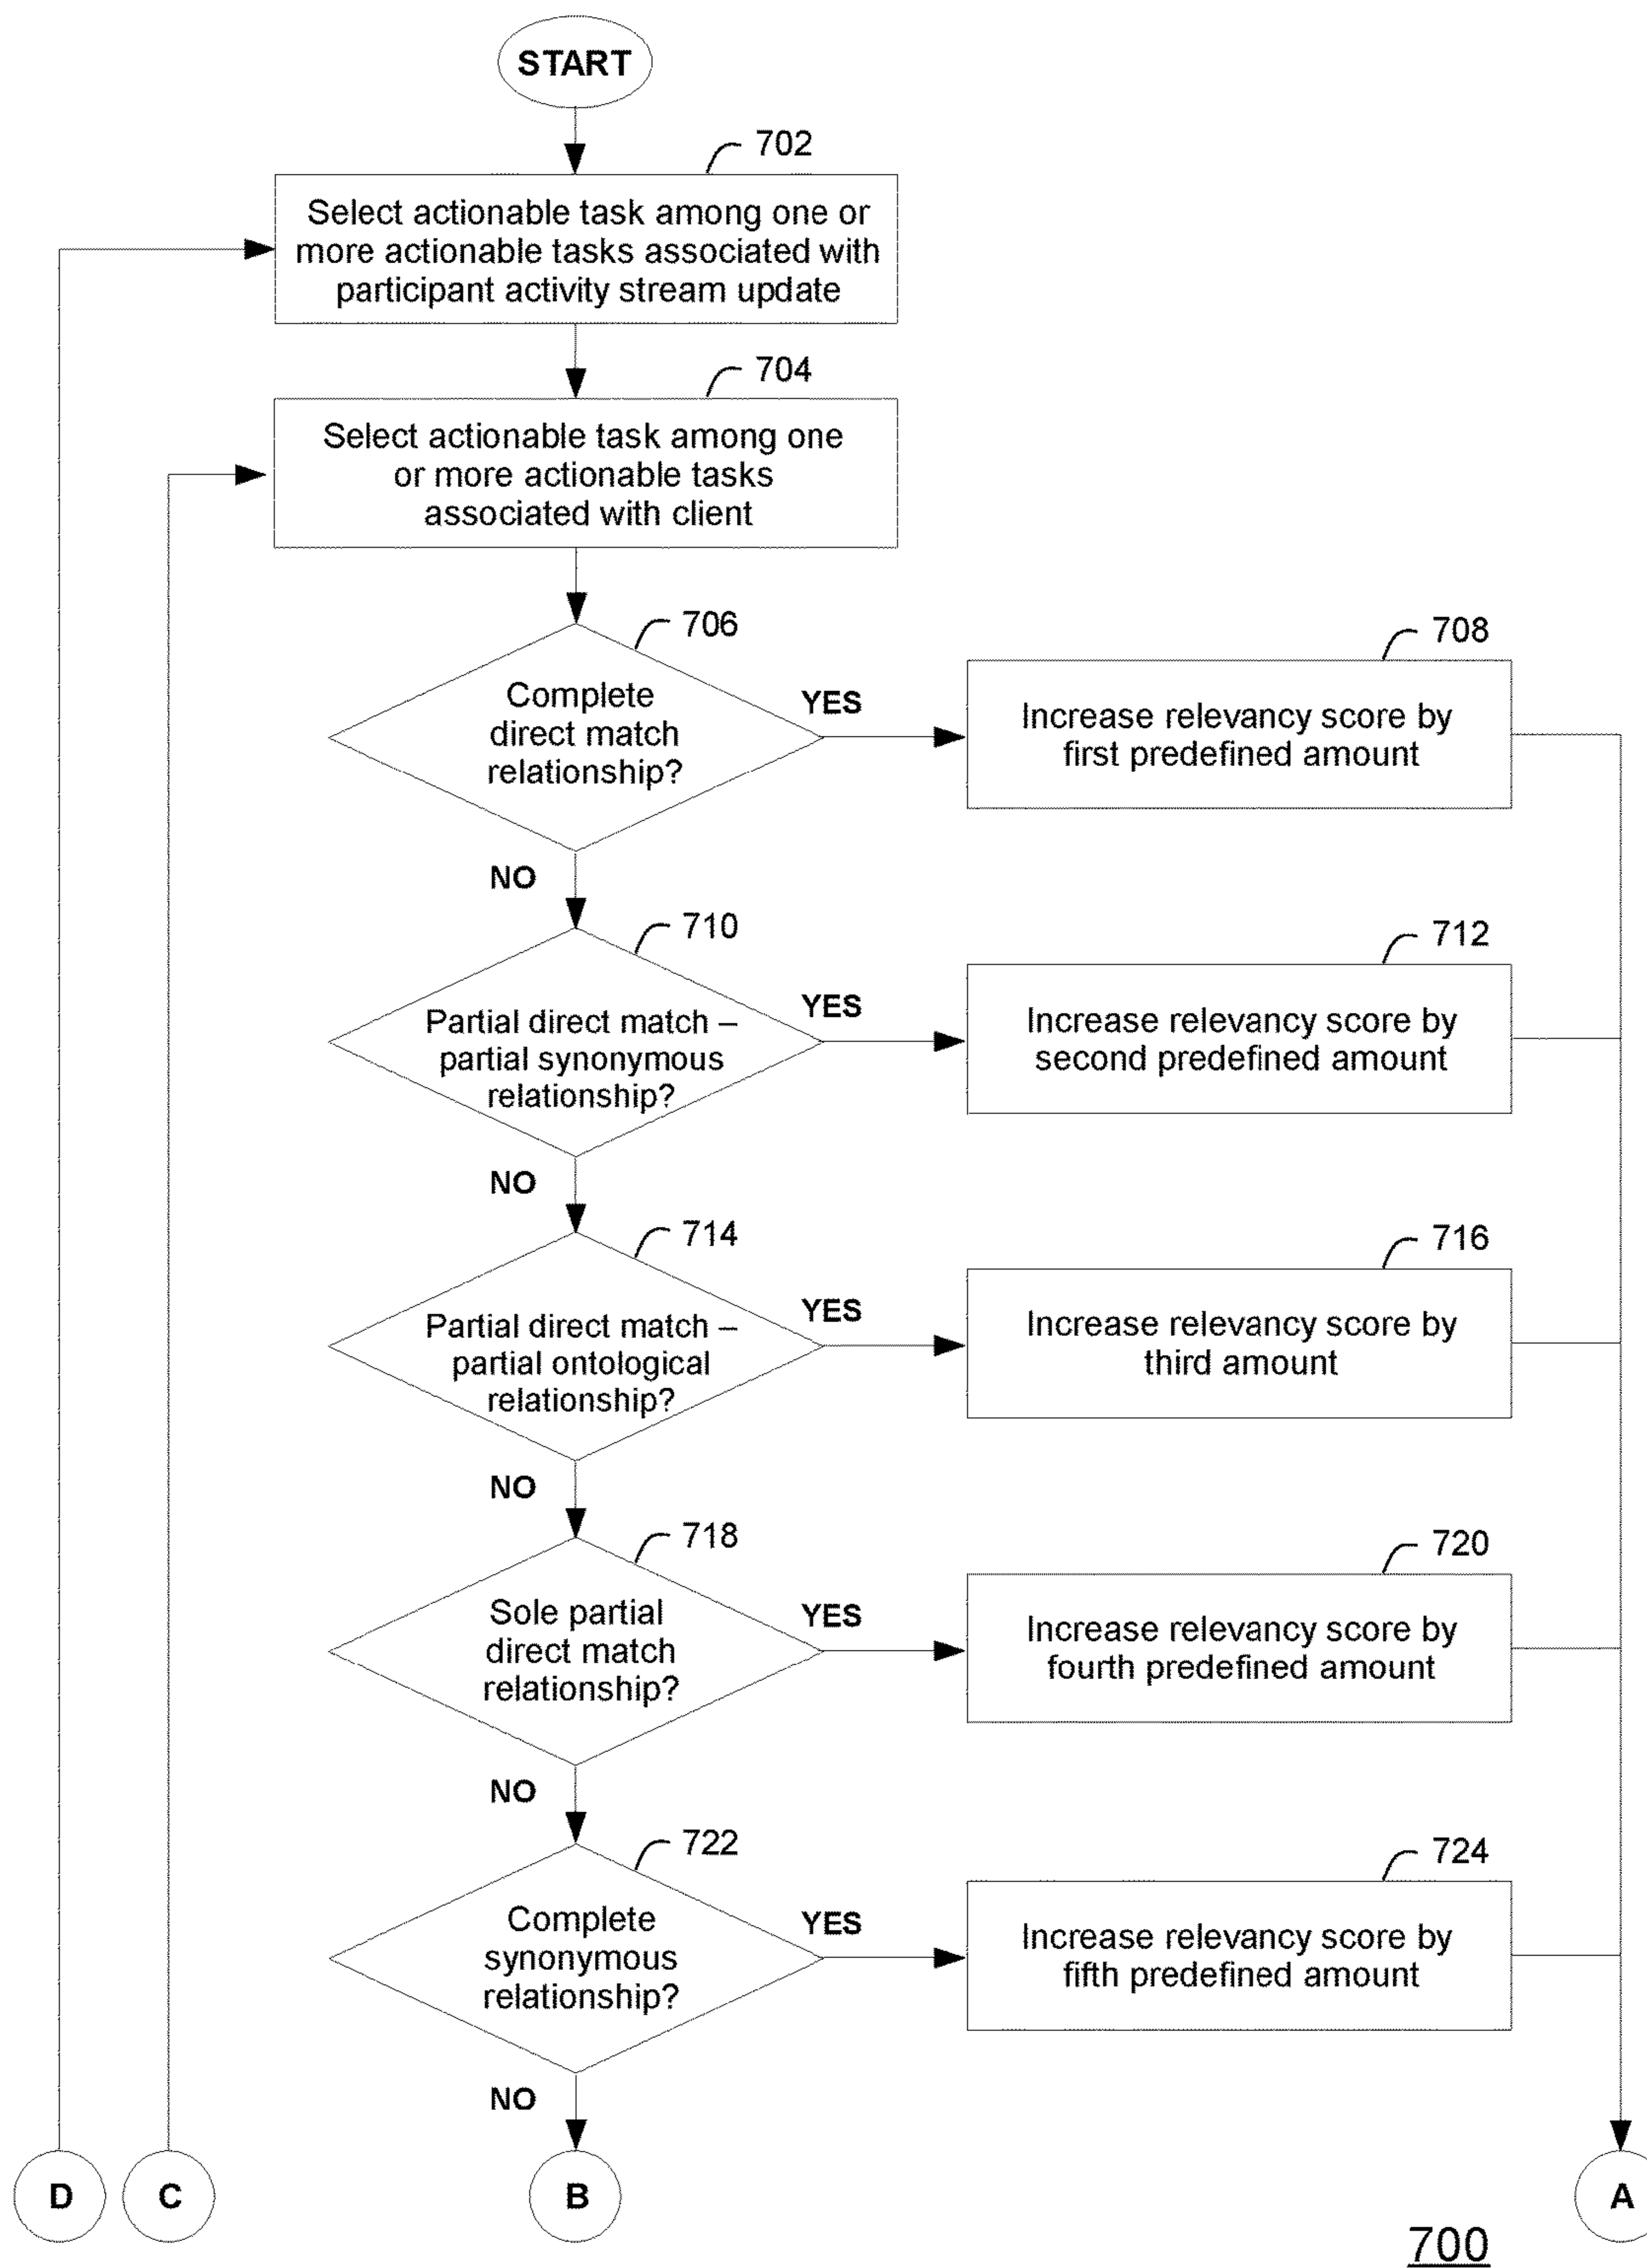 START
702
Select actionable task among one or
more actionable tasks associated with
participant activity stream update
704
Select actionable task among one
or more actionable tasks
associated with client
706
Complete
direct match
relationship?
YES
708
Increase relevancy score by
first predefined amount
NO
710
Partial direct match –
partial synonymous
relationship?
YES
712
Increase relevancy score by
second predefined amount
NO
714
Partial direct match –
partial ontological
relationship?
YES
716
Increase relevancy score by
third amount
NO
718
Sole partial
direct match
relationship?
YES
720
Increase relevancy score by
fourth predefined amount
NO
722
Complete
synonymous
relationship?
YES
724
Increase relevancy score by
fifth predefined amount
NO
D
C
B
A
700